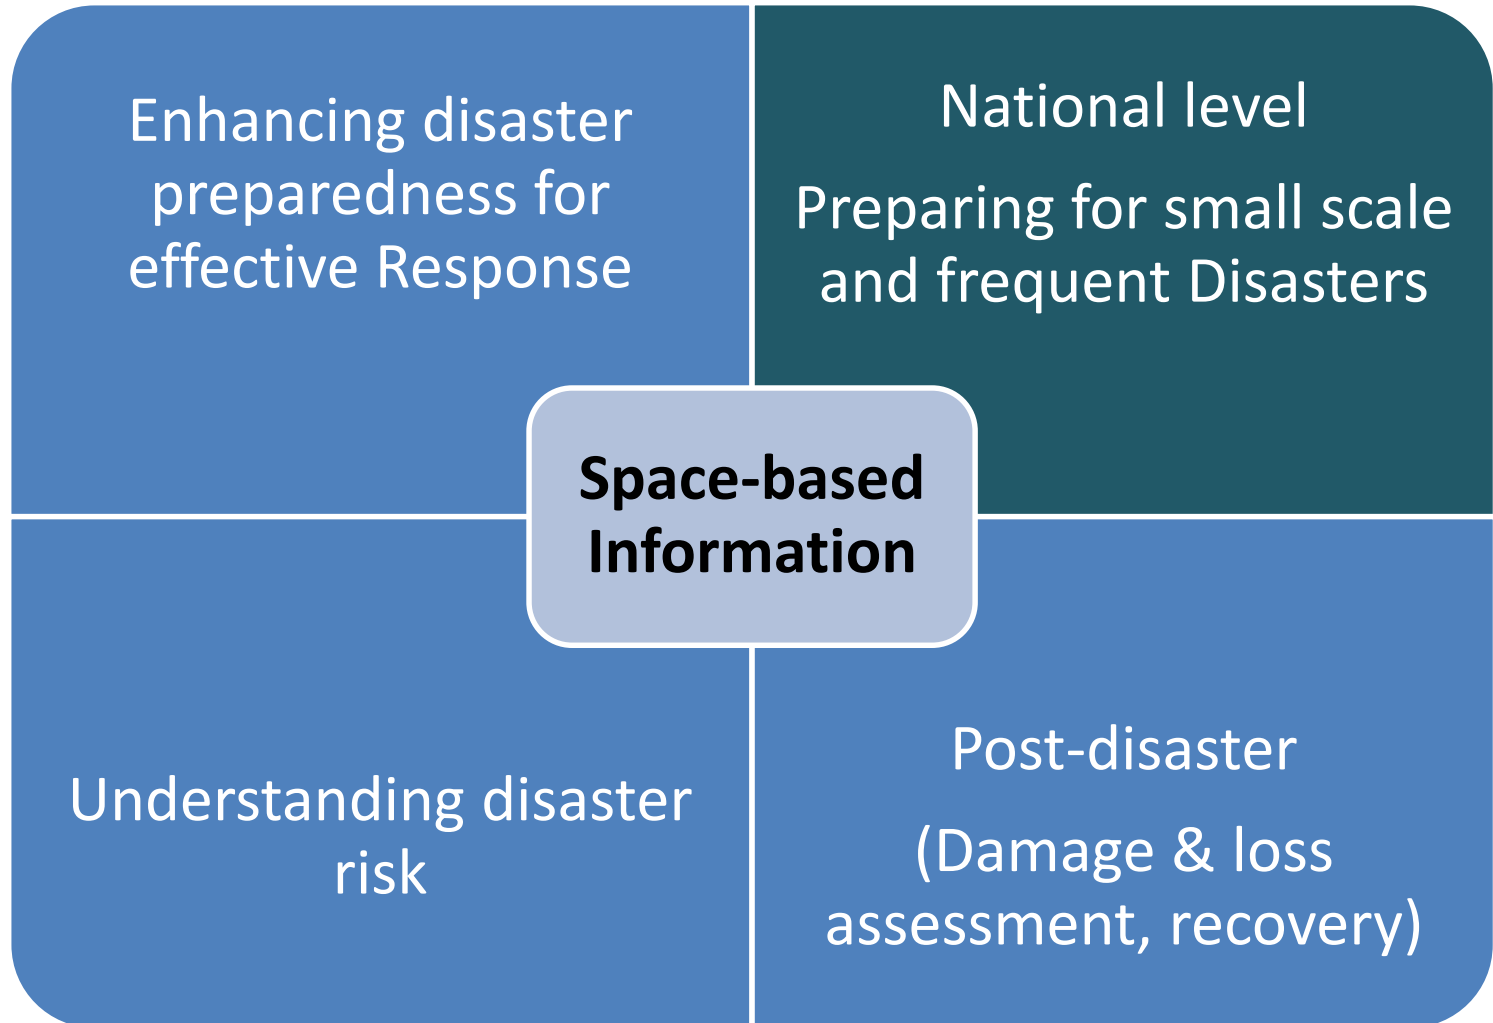 Enhancing disaster
preparedness for
effective Response
National level
Preparing for small scale
and frequent Disasters
Space-based
Information
Understanding disaster
risk
Post-disaster
(Damage & loss
assessment, recovery)